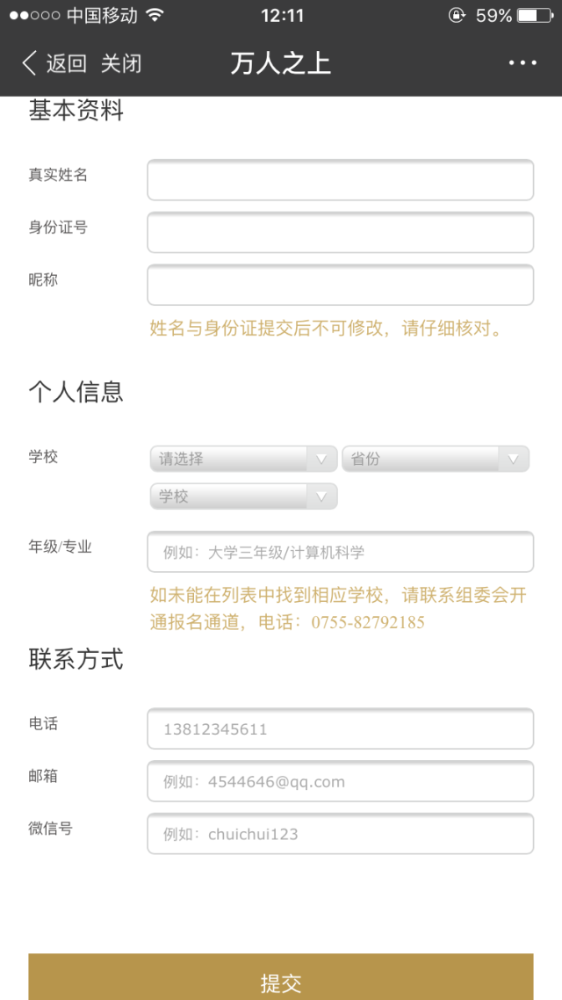 中国移动 12:11 59%
返回 关闭 万人之上
基本资料
真实姓名
身份证号
昵称
姓名与身份证提交后不可修改，请仔细核对。
个人信息
学校 请选择 省份
学校
年级/专业 例如：大学三年级/计算机科学
如未能在列表中找到相应学校，请联系组委会开
通报名通道，电话：0755-82792185
联系方式
电话 13812345611
邮箱 例如：4544646@qq.com
微信号 例如：chuichui123
提交